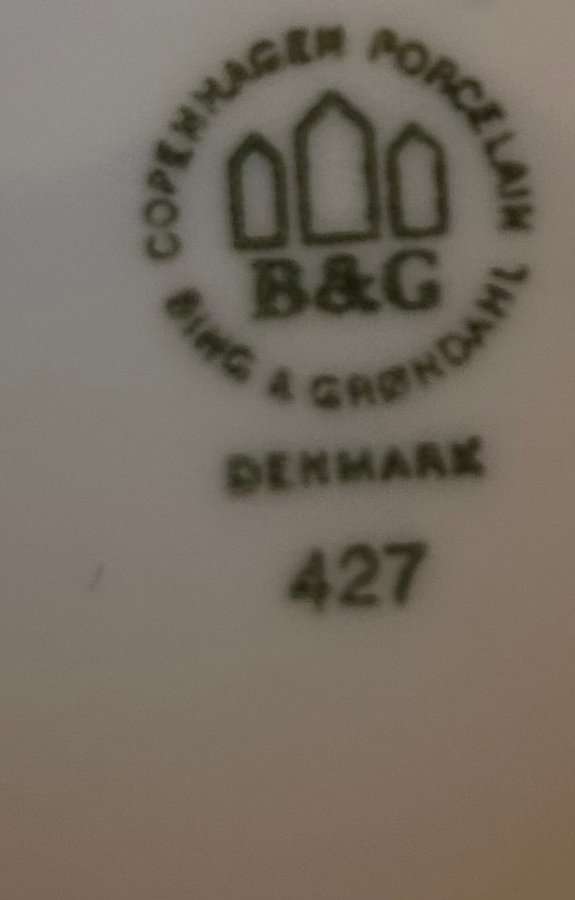 COPENHAGEN PORCELAIN
B&G
BING & GRØNDAHL
DENMARK
427